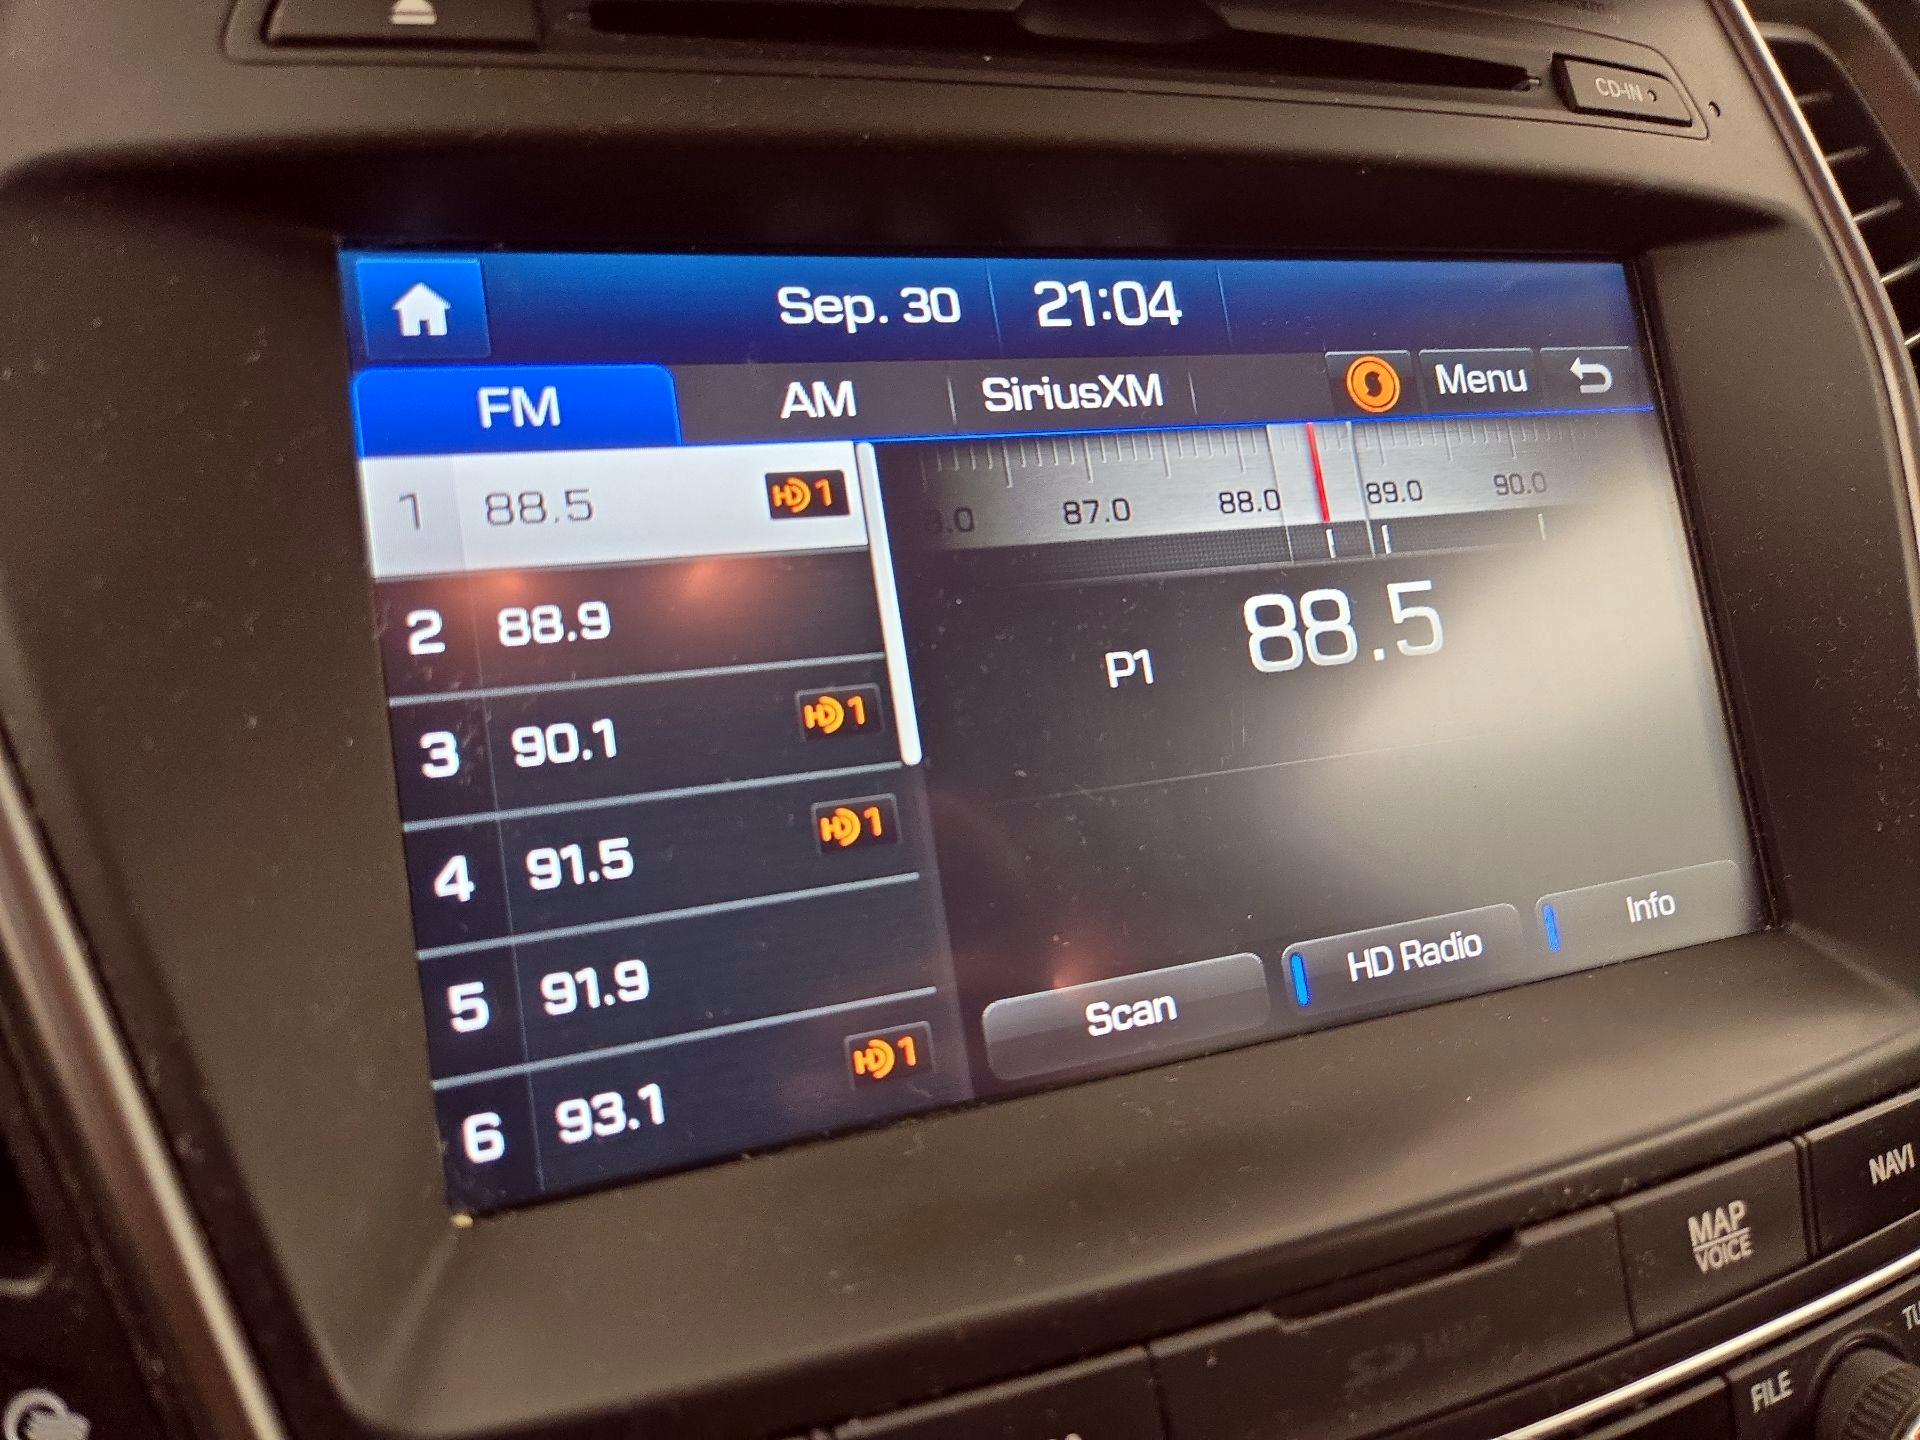 CD-IN
Sep. 30 21:04
FM AM SiriusXM Menu
1 88.5 HD 1
87.0 88.0 89.0 90.0
2 88.9
P1 88.5
3 90.1 HD 1
4 91.5 HD 1
5 91.9
6 93.1 HD 1
Scan HD Radio Info
NAVI
MAP
VOICE
FILE